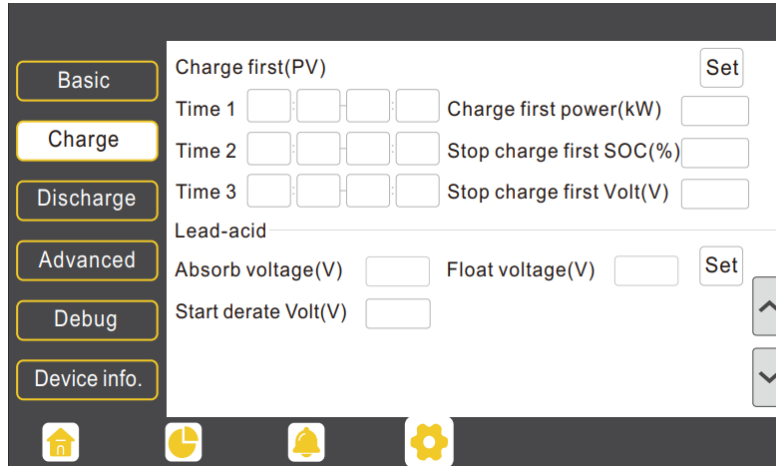 Basic
Charge
Discharge
Advanced
Debug
Device info.
Charge first(PV)
Set
Time 1 : - : Charge first power(kW)
Time 2 : - : Stop charge first SOC(%)
Time 3 : - : Stop charge first Volt(V)
Lead-acid
Absorb voltage(V) Float voltage(V) Set
Start derate Volt(V)